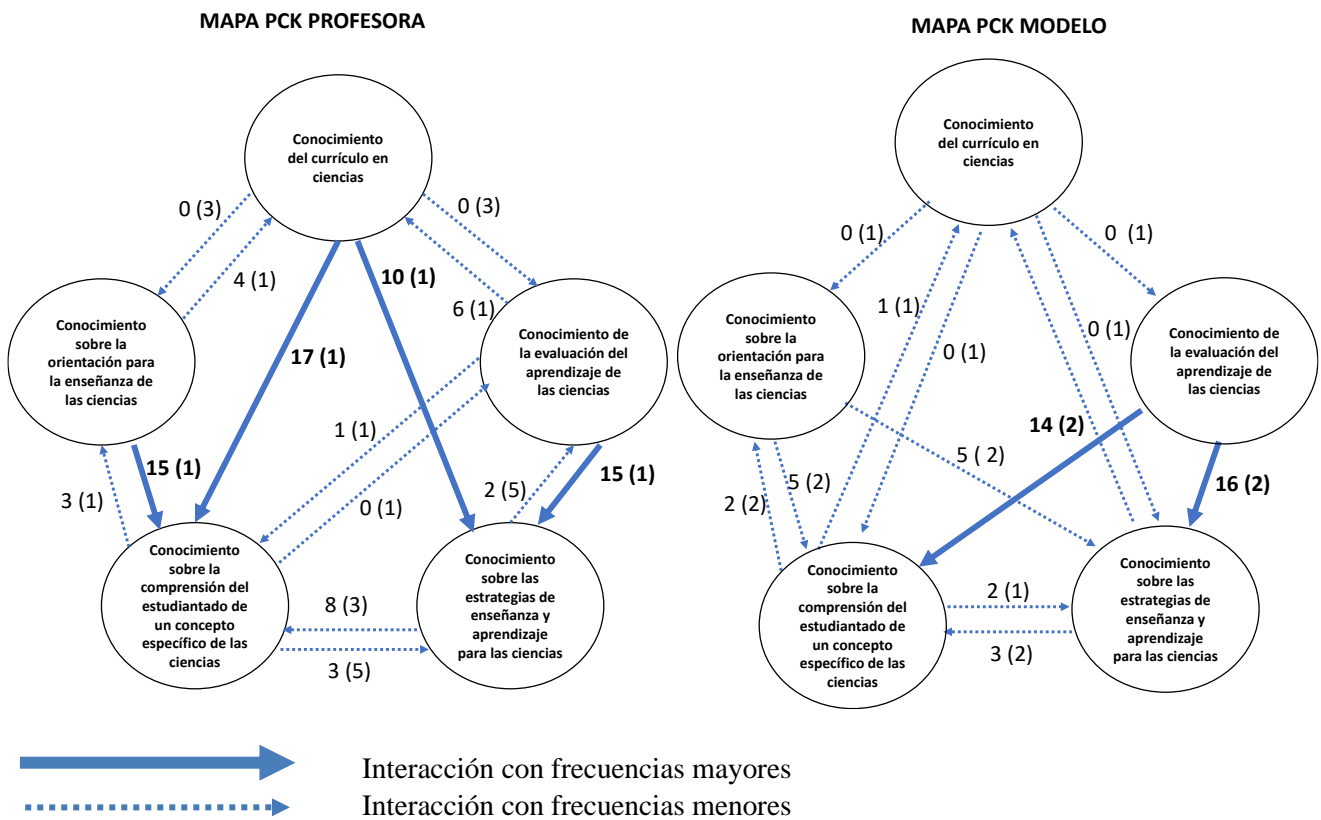 MAPA PCK PROFESORA
Conocimiento
del currículo en
ciencias
0 (3)
0 (3)
4 (1)
10 (1)
6 (1)
Conocimiento
sobre la
orientación para
la enseñanza de
las ciencias
17 (1)
Conocimiento de
la evaluación del
aprendizaje de
las ciencias
1 (1)
15 (1)
3 (1)
0 (1)
2 (5)
15 (1)
Conocimiento
sobre la
comprensión del
estudiantado de
un concepto
específico de las
ciencias
8 (3)
3 (5)
Conocimiento
sobre las
estrategias de
enseñanza y
aprendizaje
para las ciencias
MAPA PCK MODELO
Conocimiento
del currículo en
ciencias
0 (1)
0 (1)
1 (1)
0 (1)
0 (1)
Conocimiento
sobre la
orientación para
la enseñanza de
las ciencias
Conocimiento de
la evaluación del
aprendizaje de
las ciencias
14 (2)
5 ( 2)
5 (2)
2 (2)
16 (2)
Conocimiento
sobre la
comprensión del
estudiantado de
un concepto
específico de las
ciencias
2 (1)
3 (2)
Conocimiento
sobre las
estrategias de
enseñanza y
aprendizaje
para las ciencias
Interacción con frecuencias mayores
Interacción con frecuencias menores